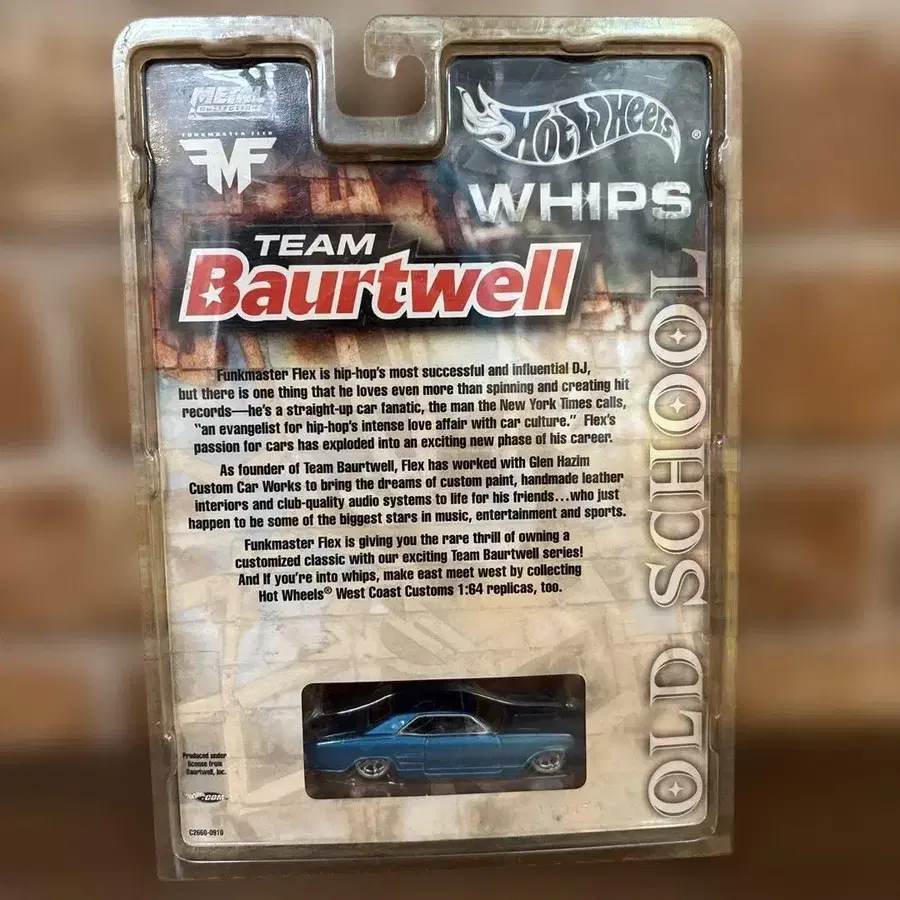 METAL
COLLECTION
FUNKMASTER FLEX
FMF
Hot Wheels®
WHIPS
TEAM
Baurtwell
OLD SCHOOL
Funkmaster Flex is hip-hop's most successful and influential DJ,
but there is one thing that he loves even more than spinning and creating hit
records—he's a straight-up car fanatic, the man the New York Times calls,
"an evangelist for hip-hop's intense love affair with car culture." Flex's
passion for cars has exploded into an exciting new phase of his career.
As founder of Team Baurtwell, Flex has worked with Glen Hazim
Custom Car Works to bring the dreams of custom paint, handmade leather
interiors and club-quality audio systems to life for his friends...who just
happen to be some of the biggest stars in music, entertainment and sports.
Funkmaster Flex is giving you the rare thrill of owning a
customized classic with our exciting Team Baurtwell series!
And If you're into whips, make east meet west by collecting
Hot Wheels® West Coast Customs 1:64 replicas, too.
Produced under
license from
Baurtwell, Inc.
.COM
C2660-0910